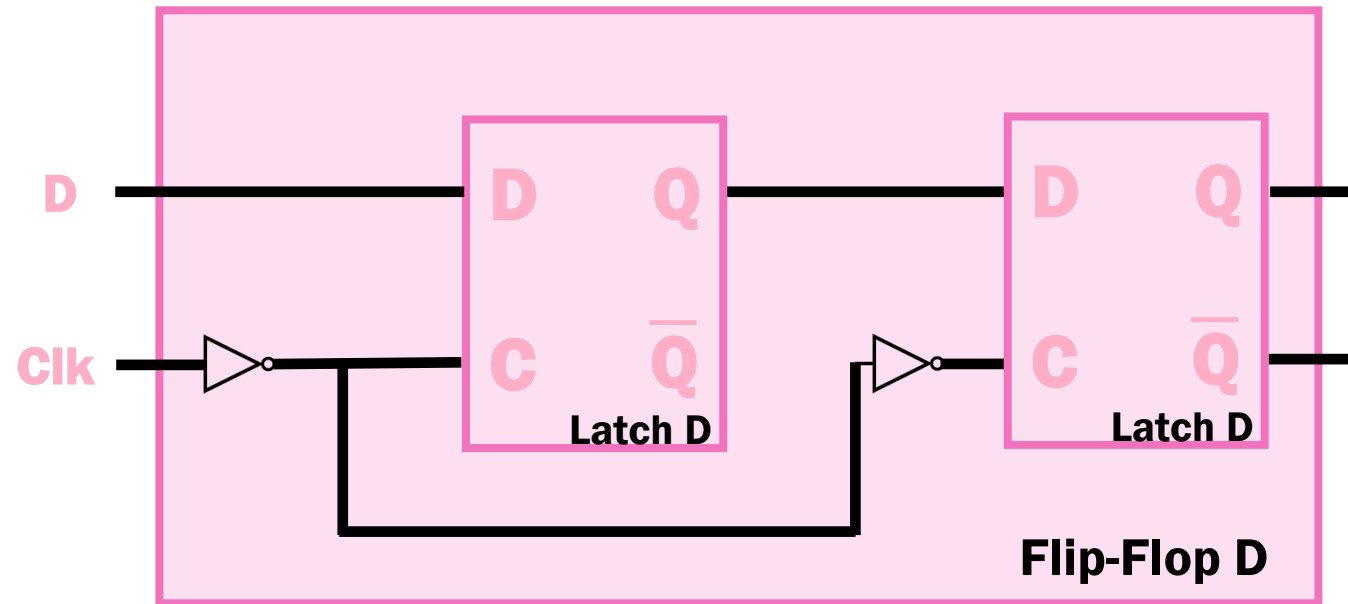 D
D Q
D Q
Clk
C Q̅
C Q̅
Latch D
Latch D
Flip-Flop D